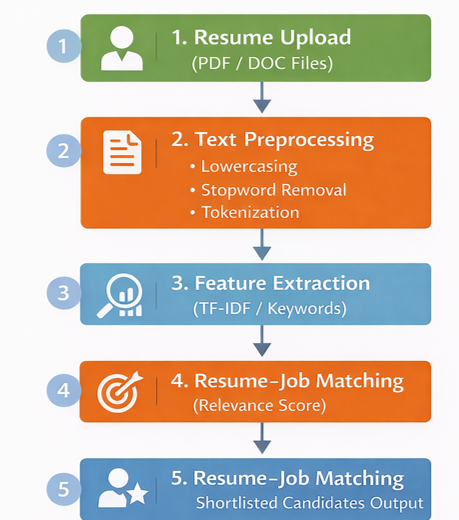 1
1. Resume Upload
(PDF / DOC Files)
2
2. Text Preprocessing
• Lowercasing
• Stopword Removal
• Tokenization
3
3. Feature Extraction
(TF-IDF / Keywords)
4
4. Resume-Job Matching
(Relevance Score)
5
5. Resume-Job Matching
Shortlisted Candidates Output